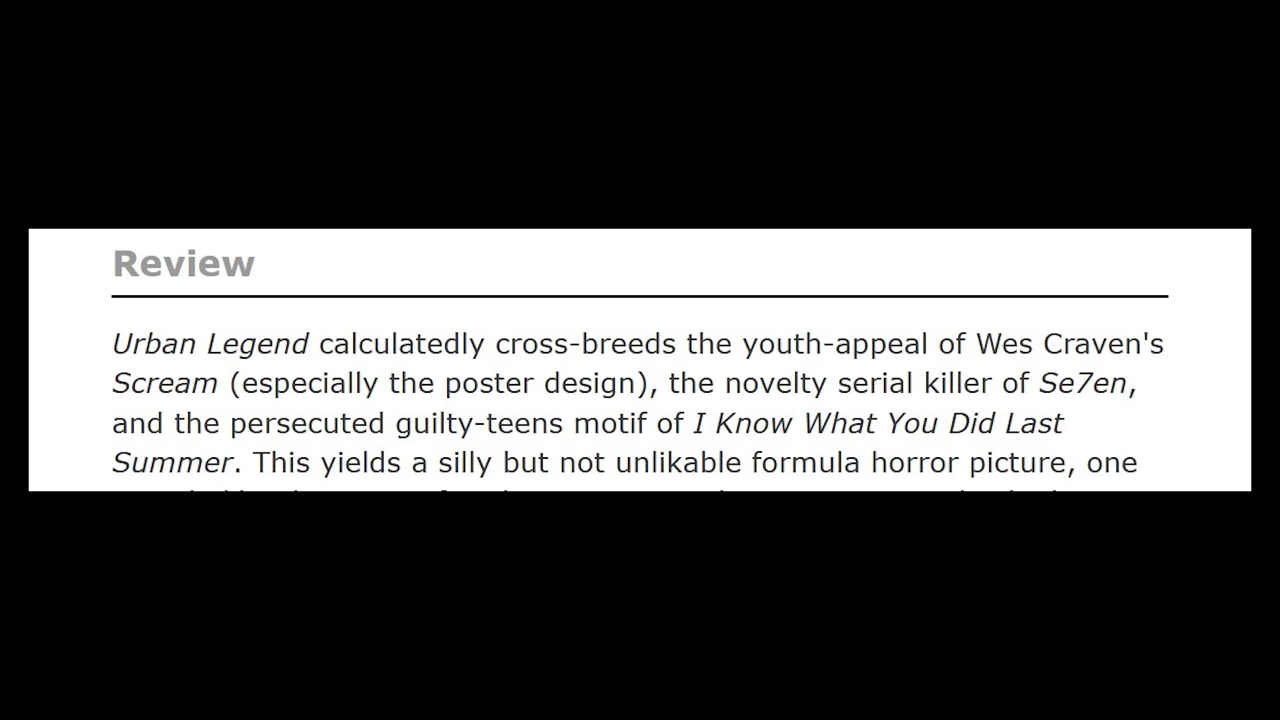 Review
Urban Legend calculatedly cross-breeds the youth-appeal of Wes Craven's
Scream (especially the poster design), the novelty serial killer of Se7en,
and the persecuted guilty-teens motif of I Know What You Did Last
Summer. This yields a silly but not unlikable formula horror picture, one